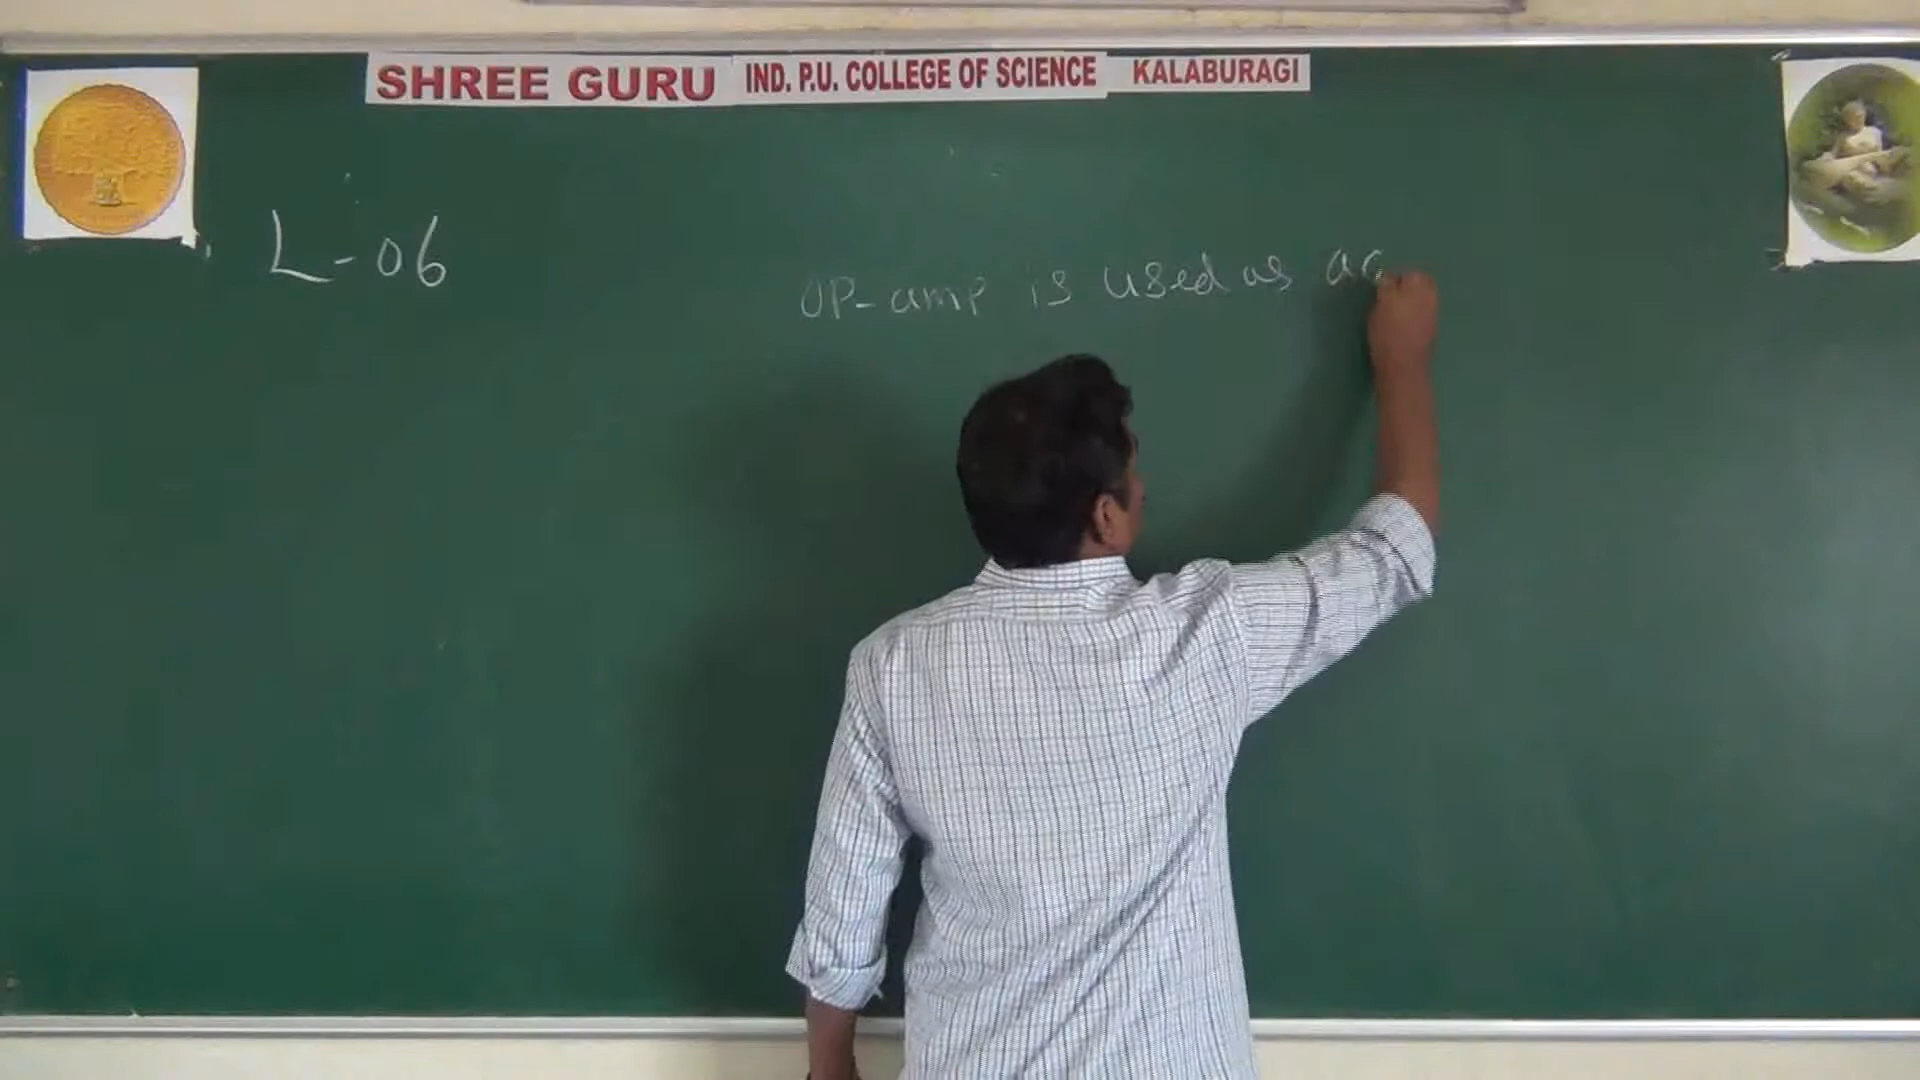 SHREE GURU IND. P.U. COLLEGE OF SCIENCE KALABURAGI
L-06
OP-amp is used as